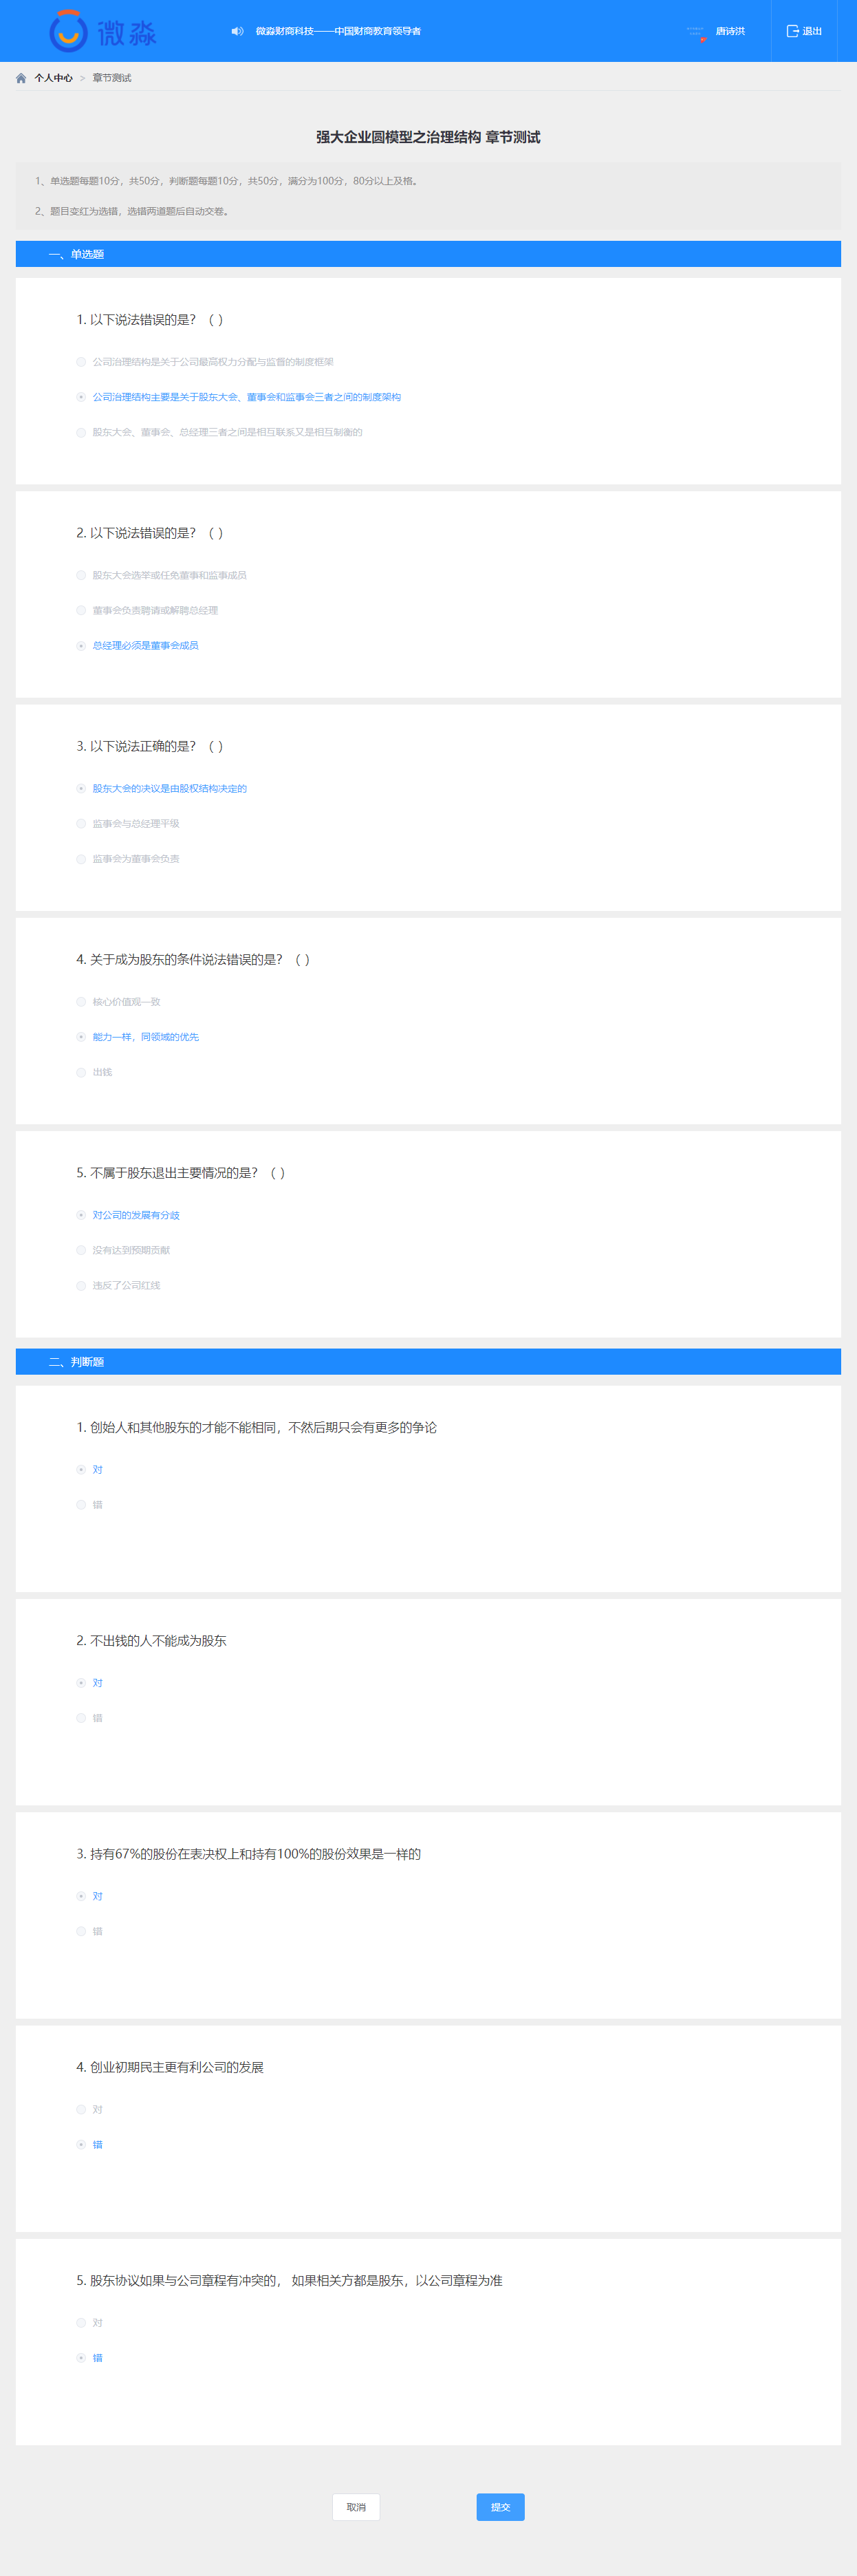 微淼
微淼财商科技——中国财商教育领导者
唐诗洪
退出
个人中心 > 章节测试
强大企业圆模型之治理结构 章节测试
1、单选题每题10分，共50分，判断题每题10分，共50分，满分为100分，80分以上及格。
2、题目变红为选错，选错两道题后自动交卷。
一、单选题
1. 以下说法错误的是？（ ）
公司治理结构是关于公司最高权力分配与监督的制度框架
公司治理结构主要是关于股东大会、董事会和监事会三者之间的制度架构
股东大会、董事会、总经理三者之间是相互联系又是相互制衡的
2. 以下说法错误的是？（ ）
股东大会选举或任免董事和监事成员
董事会负责聘请或解聘总经理
总经理必须是董事会成员
3. 以下说法正确的是？（ ）
股东大会的决议是由股权结构决定的
监事会与总经理平级
监事会为董事会负责
4. 关于成为股东的条件说法错误的是？（ ）
核心价值观一致
能力一样，同领域的优先
出钱
5. 不属于股东退出主要情况的是？（ ）
对公司的发展有分歧
没有达到预期贡献
违反了公司红线
二、判断题
1. 创始人和其他股东的才能不能相同，不然后期只会有更多的争论
对
错
2. 不出钱的人不能成为股东
对
错
3. 持有67%的股份在表决权上和持有100%的股份效果是一样的
对
错
4. 创业初期民主更有利公司的发展
对
错
5. 股东协议如果与公司章程有冲突的， 如果相关方都是股东，以公司章程为准
对
错
取消
提交